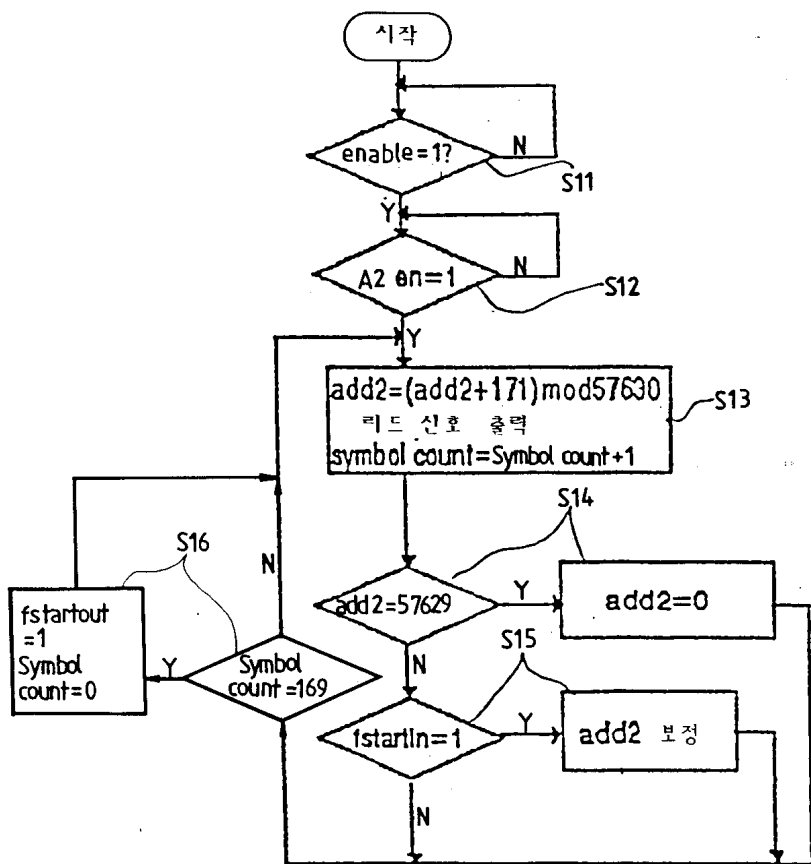 시작
enable=1?
N
S11
Y
A2 en=1
N
S12
Y
add2=(add2+171)mod57630
리드 신호 출력
symbol count=Symbol count+1
S13
S14
add2=57629
Y
add2=0
N
S15
fstartin=1
Y
add2 보정
N
S16
N
Symbol
count=169
Y
fstartout
=1
Symbol
count=0